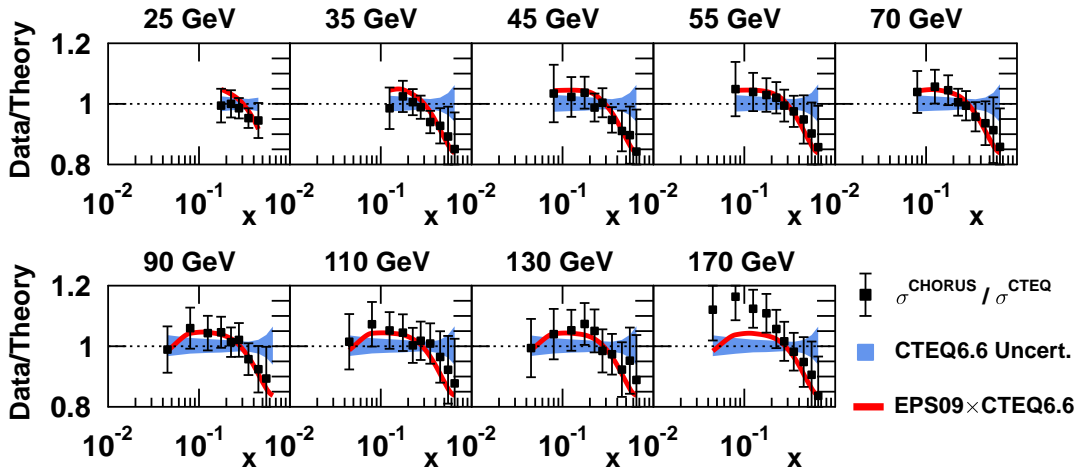 25 GeV 35 GeV 45 GeV 55 GeV 70 GeV
Data/Theory
1.2
1
0.8
10⁻² 10⁻¹ x 10⁻² 10⁻¹ x 10⁻² 10⁻¹ x 10⁻² 10⁻¹ x 10⁻² 10⁻¹ x
90 GeV 110 GeV 130 GeV 170 GeV
Data/Theory
1.2
1
0.8
10⁻² 10⁻¹ x 10⁻² 10⁻¹ x 10⁻² 10⁻¹ x 10⁻² 10⁻¹ x
σ^CHORUS / σ^CTEQ
CTEQ6.6 Uncert.
EPS09×CTEQ6.6